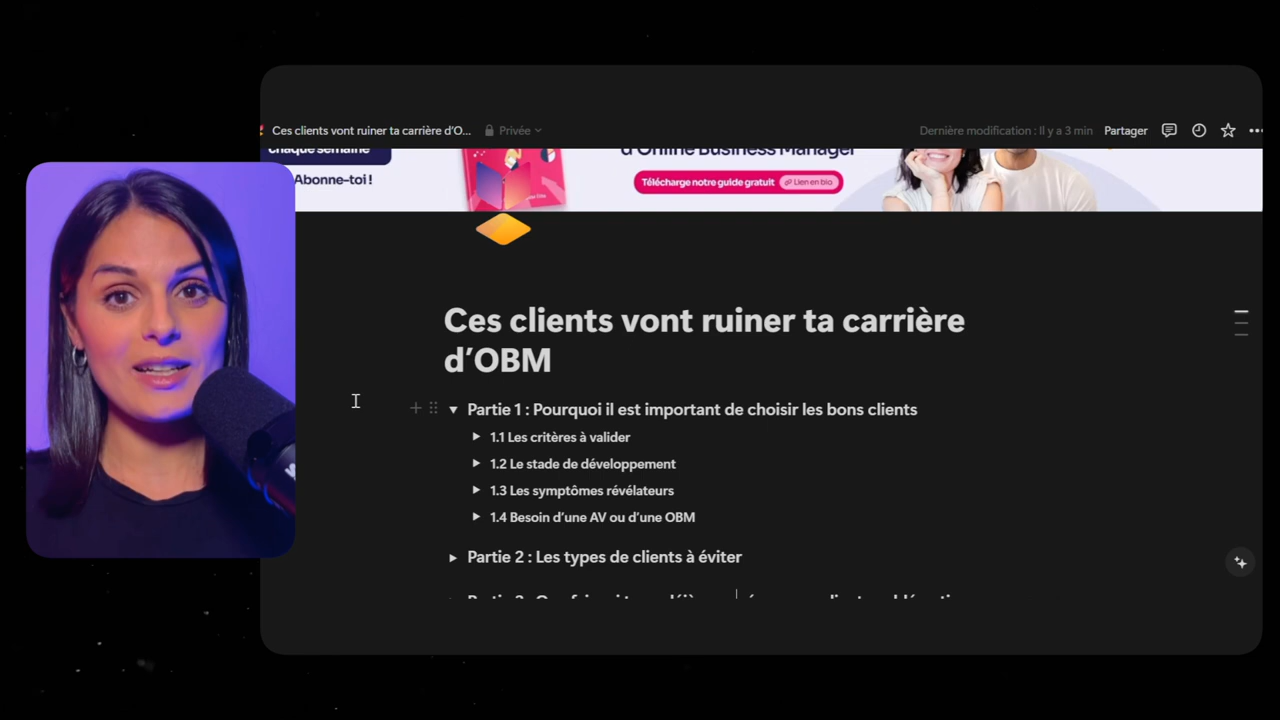 Ces clients vont ruiner ta carrière d'O...
Privée
Dernière modification : Il y a 3 min
Partager
chaque semaine
Abonne-toi !
d'Online Business Manager
Télécharge notre guide gratuit
Lien en bio
Ces clients vont ruiner ta carrière
d'OBM
Partie 1 : Pourquoi il est important de choisir les bons clients
1.1 Les critères à valider
1.2 Le stade de développement
1.3 Les symptômes révélateurs
1.4 Besoin d'une AV ou d'une OBM
Partie 2 : Les types de clients à éviter